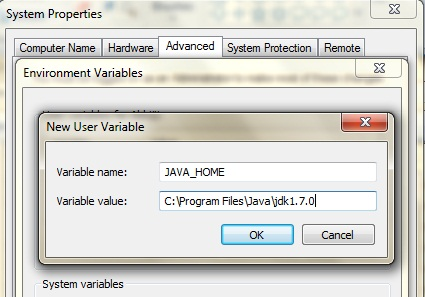 System Properties
Computer Name Hardware Advanced System Protection Remote
Environment Variables
New User Variable
Variable name: JAVA_HOME
Variable value: C:\Program Files\Java\jdk1.7.0
OK Cancel
System variables